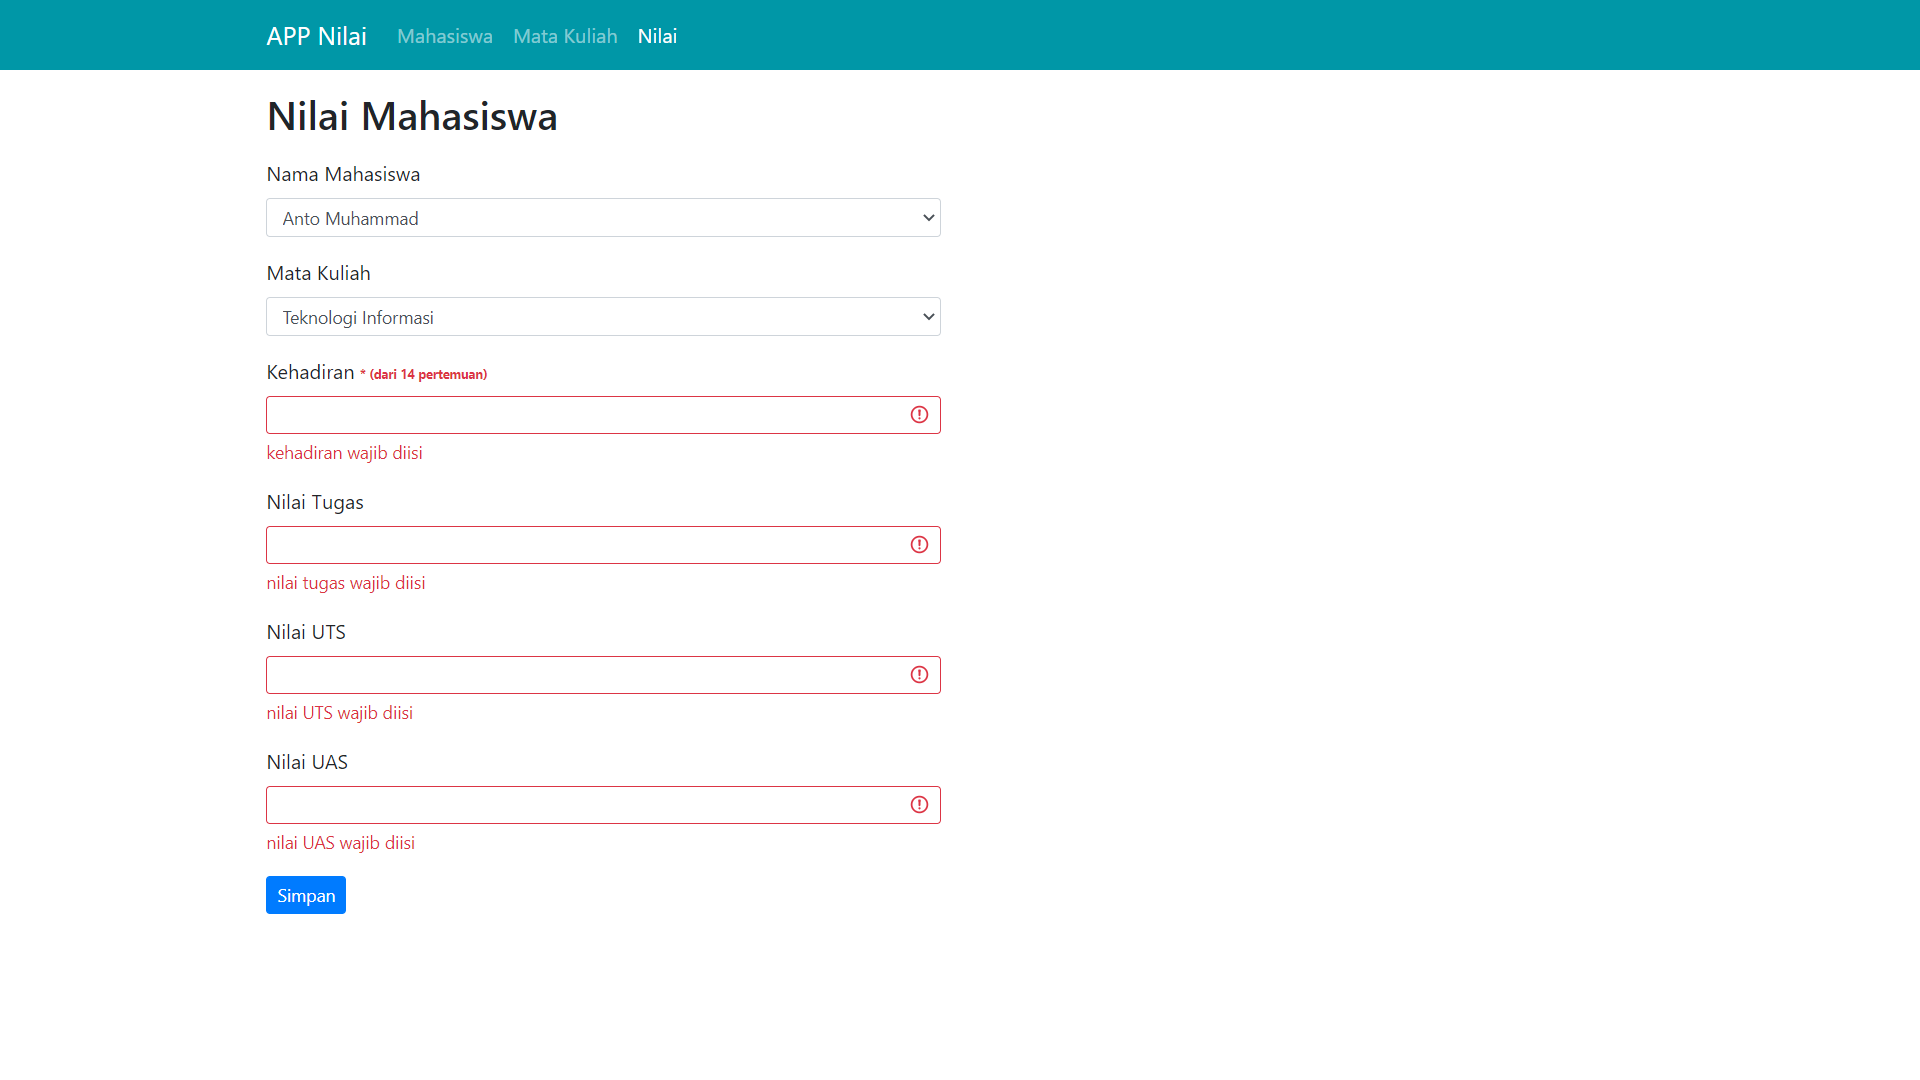 APP Nilai Mahasiswa Mata Kuliah Nilai
Nilai Mahasiswa
Nama Mahasiswa
Anto Muhammad
Mata Kuliah
Teknologi Informasi
Kehadiran * (dari 14 pertemuan)
kehadiran wajib diisi
Nilai Tugas
nilai tugas wajib diisi
Nilai UTS
nilai UTS wajib diisi
Nilai UAS
nilai UAS wajib diisi
Simpan